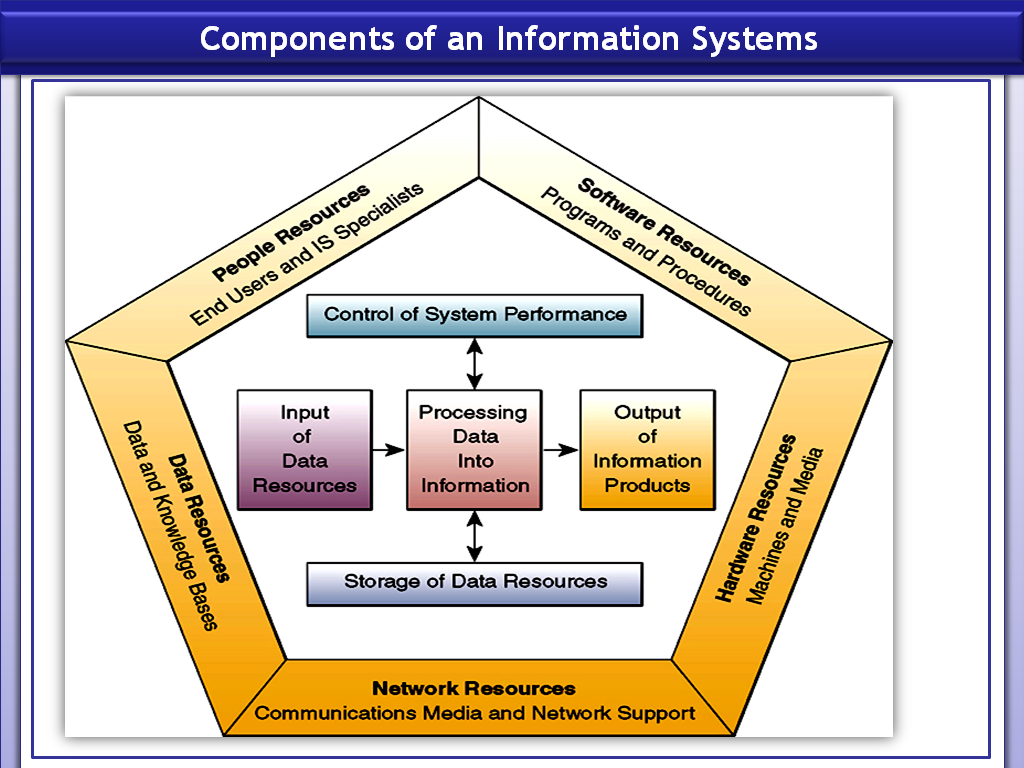 Components of an Information Systems
People Resources
End Users and IS Specialists
Software Resources
Programs and Procedures
Control of System Performance
Input
of
Data
Resources
Processing
Data
Into
Information
Output
of
Information
Products
Storage of Data Resources
Data Resources
Data and Knowledge Bases
Hardware Resources
Machines and Media
Network Resources
Communications Media and Network Support